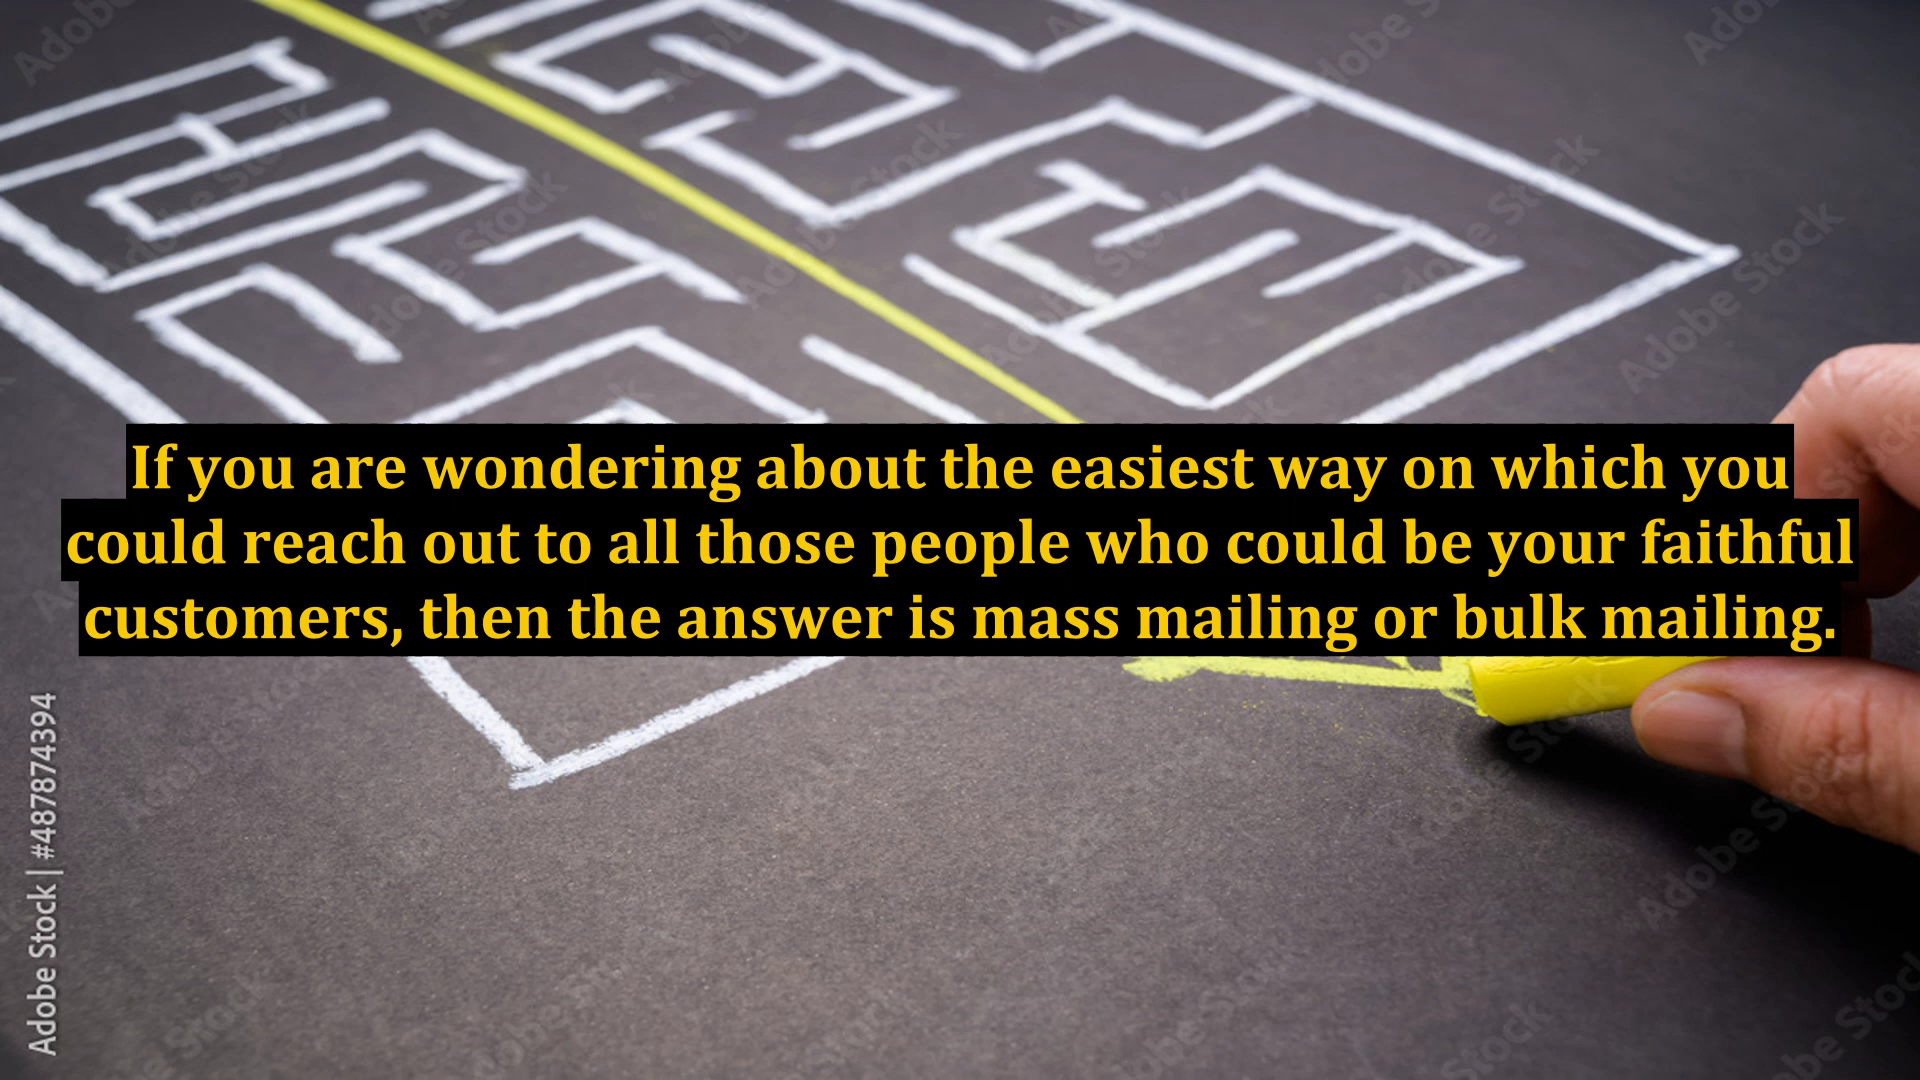 If you are wondering about the easiest way on which you
could reach out to all those people who could be your faithful
customers, then the answer is mass mailing or bulk mailing.
Adobe Stock | #487874394